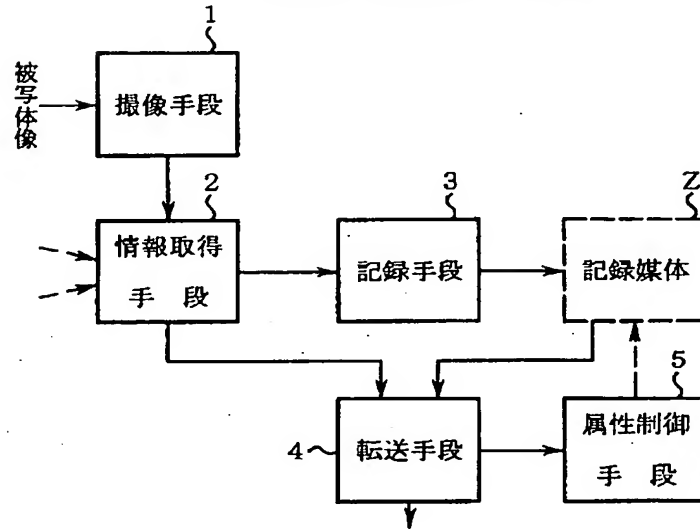 1
被写体像
撮像手段
2
情報取得
手 段
3
記録手段
Z
記録媒体
4
転送手段
5
属性制御
手 段